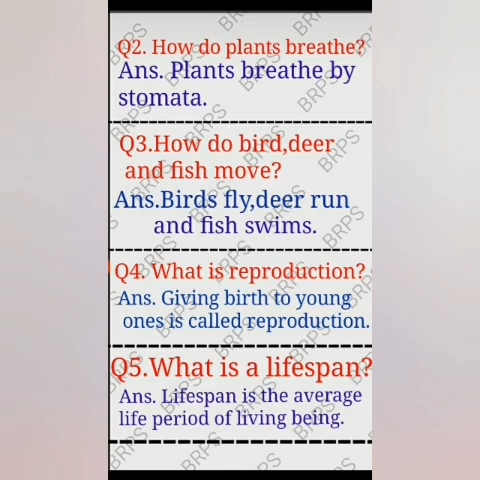 Q2. How do plants breathe?
Ans. Plants breathe by
stomata.
Q3.How do bird,deer
and fish move?
Ans.Birds fly,deer run
and fish swims.
Q4. What is reproduction?
Ans. Giving birth to young
ones is called reproduction.
Q5.What is a lifespan?
Ans. Lifespan is the average
life period of living being.
BRPS